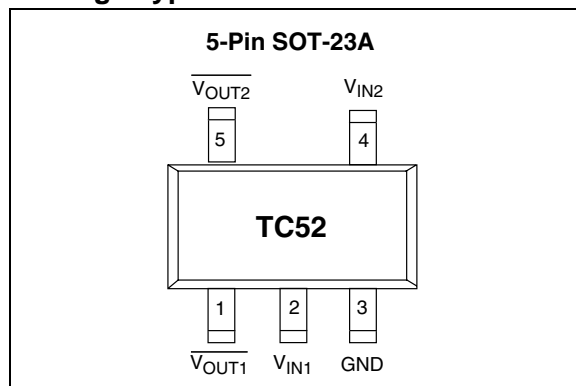 5-Pin SOT-23A
VOUT2 VIN2
5 4
TC52
1 2 3
VOUT1 VIN1 GND